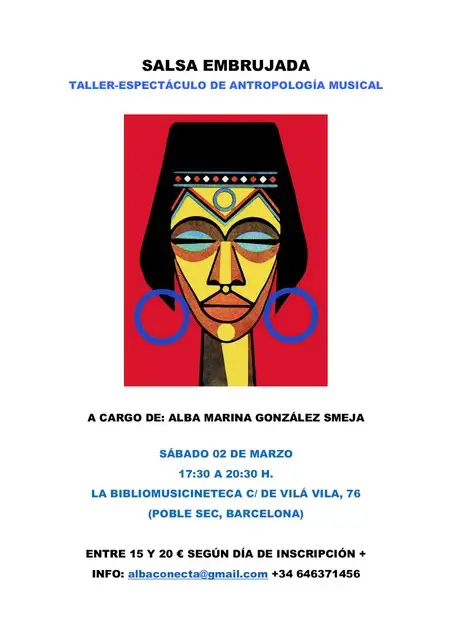 SALSA EMBRUJADA
TALLER-ESPECTÁCULO DE ANTROPOLOGÍA MUSICAL
A CARGO DE: ALBA MARINA GONZÁLEZ SMEJA
SÁBADO 02 DE MARZO
17:30 A 20:30 H.
LA BIBLIOMUSICINETECA C/ DE VILÁ VILA, 76
(POBLE SEC, BARCELONA)
ENTRE 15 Y 20 € SEGÚN DÍA DE INSCRIPCIÓN +
INFO: albaconecta@gmail.com +34 646371456